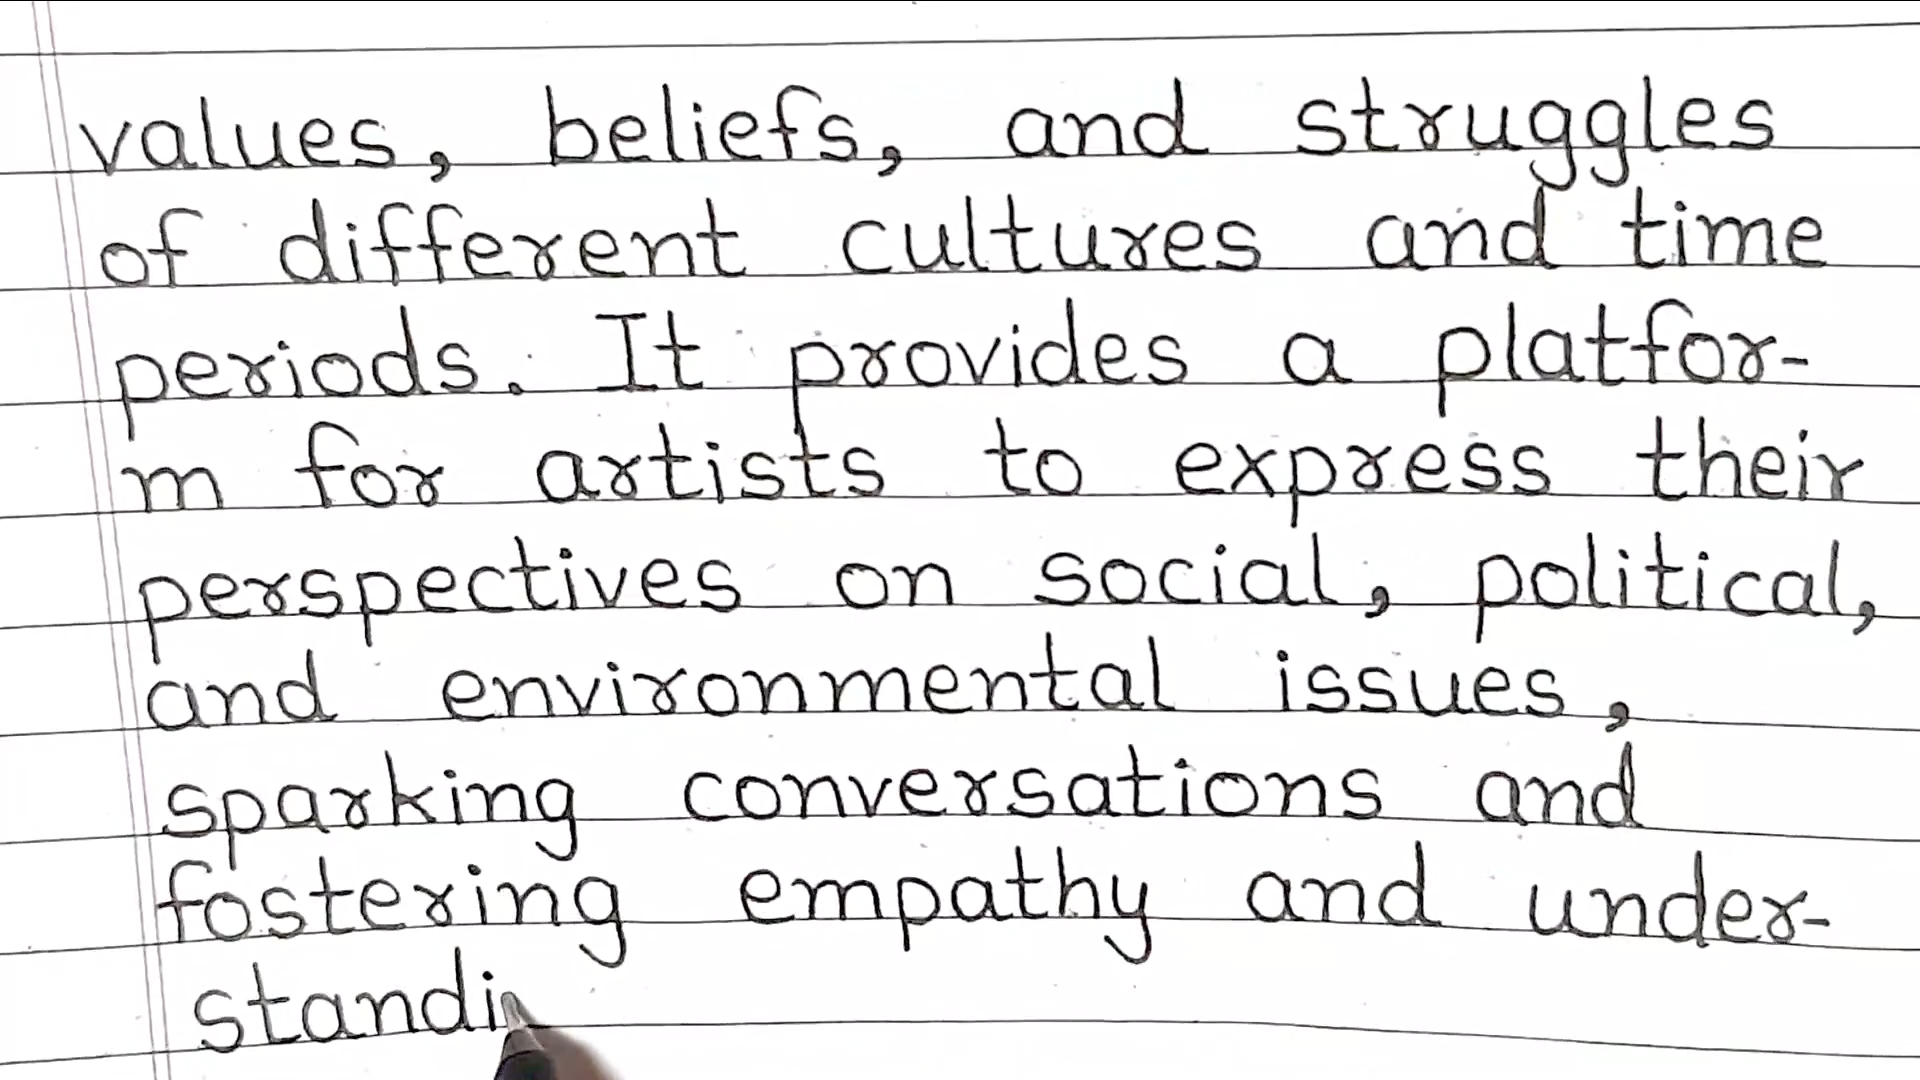 values, beliefs, and struggles
of different cultures and time
periods. It provides a platfor-
m for artists to express their
perspectives on social, political,
and environmental issues,
sparking conversations and
fostering empathy and under-
standi